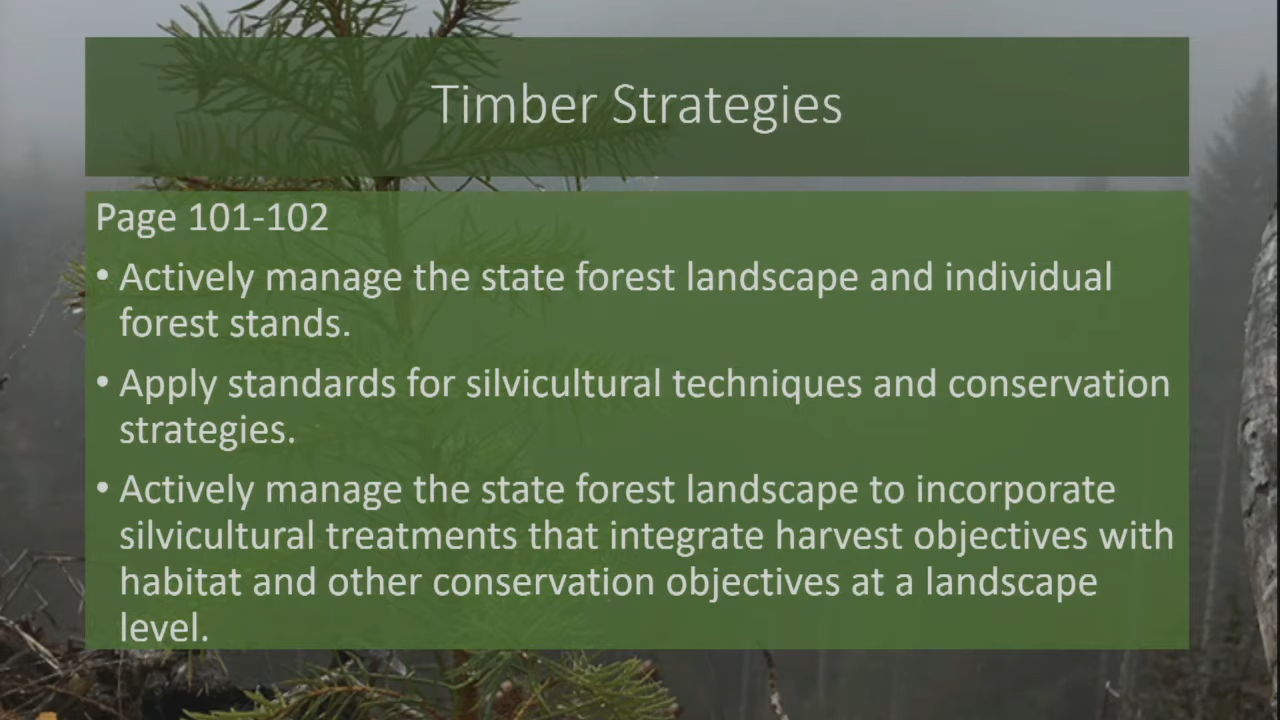 Timber Strategies
Page 101-102
• Actively manage the state forest landscape and individual
forest stands.
• Apply standards for silvicultural techniques and conservation
strategies.
• Actively manage the state forest landscape to incorporate
silvicultural treatments that integrate harvest objectives with
habitat and other conservation objectives at a landscape
level.